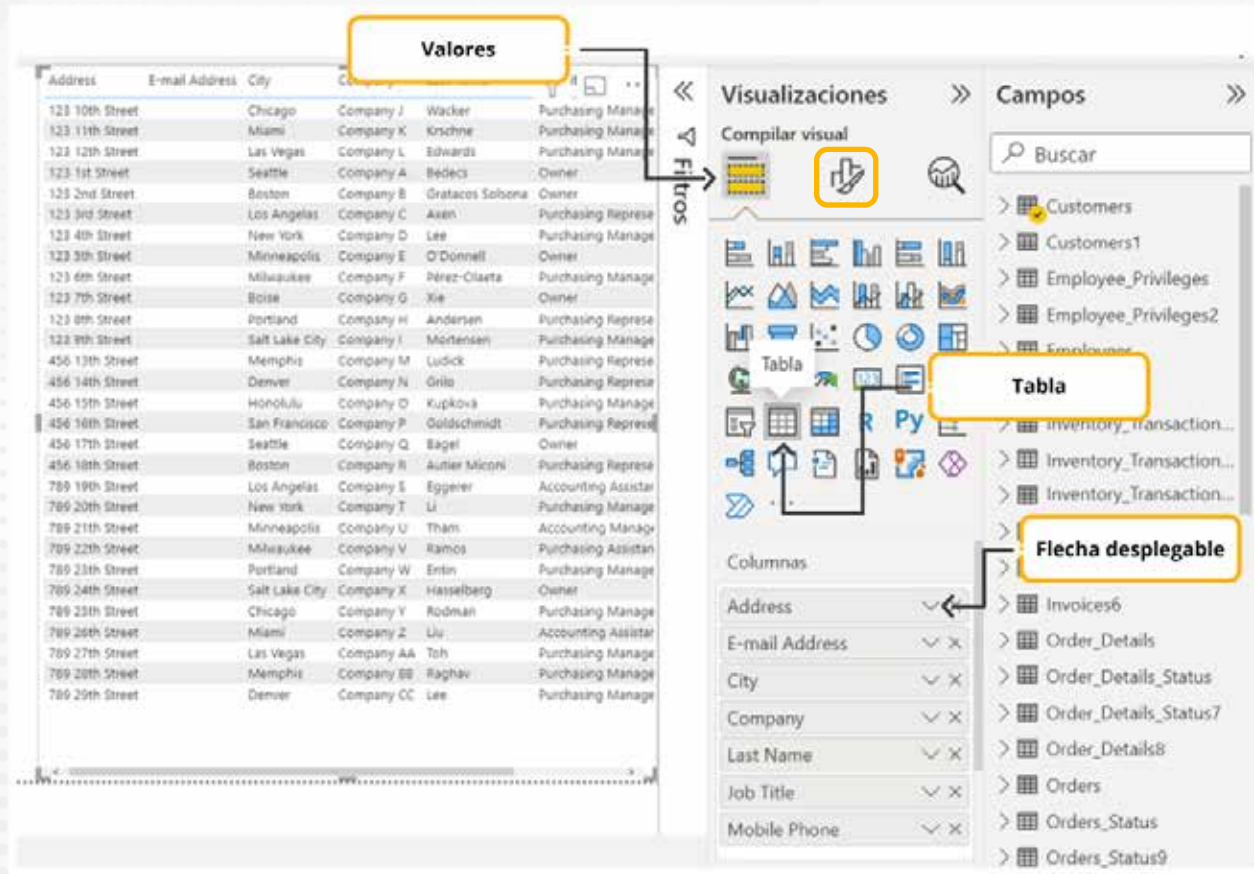 Valores
Address E-mail Address City
123 10th Street Chicago Company J Wacker Purchasing Manage
123 11th Street Miami Company K Krschne Purchasing Manage
123 12th Street Las Vegas Company L Edwards Purchasing Manage
123 1st Street Seattle Company A Bedecs Owner
123 2nd Street Boston Company B Gratacos Solsona Owner
123 3rd Street Los Angelas Company C Axen Purchasing Represe
123 4th Street New York Company D Lee Purchasing Manage
123 5th Street Minneapolis Company E O'Donnell Owner
123 6th Street Milwaukee Company F Pérez-Olaeta Purchasing Manage
123 7th Street Boise Company G Xie Owner
123 8th Street Portland Company H Andersen Purchasing Represe
123 9th Street Salt Lake City Company I Mortensen Purchasing Manage
456 13th Street Memphis Company M Ludick Purchasing Represe
456 14th Street Denver Company N Grilo Purchasing Represe
456 15th Street Honolulu Company O Kupkova Purchasing Manage
456 16th Street San Francisco Company P Goldschmidt Purchasing Represe
456 17th Street Seattle Company Q Bagel Owner
456 18th Street Boston Company R Autier Miconi Purchasing Represe
789 19th Street Los Angelas Company S Eggerer Accounting Assistar
789 20th Street New York Company T Li Purchasing Manage
789 21th Street Minneapolis Company U Tham Accounting Manage
789 22th Street Milwaukee Company V Ramos Purchasing Assistan
789 23th Street Portland Company W Entin Purchasing Manage
789 24th Street Salt Lake City Company X Hasselberg Owner
789 25th Street Chicago Company Y Rodman Purchasing Manage
789 26th Street Miami Company Z Liu Accounting Assistar
789 27th Street Las Vegas Company AA Toh Purchasing Manage
789 28th Street Memphis Company BB Raghav Purchasing Manage
789 29th Street Denver Company CC Lee Purchasing Manage
Filtros
Visualizaciones
Compilar visual
Tabla
123
R Py
Tabla
Columnas
Flecha desplegable
Address
E-mail Address
City
Company
Last Name
Job Title
Mobile Phone
Campos
Buscar
Customers
Customers1
Employee_Privileges
Employee_Privileges2
Employees
Inventory_Transaction...
Inventory_Transaction...
Inventory_Transaction...
Invoices6
Order_Details
Order_Details_Status
Order_Details_Status7
Order_Details8
Orders
Orders_Status
Orders_Status9